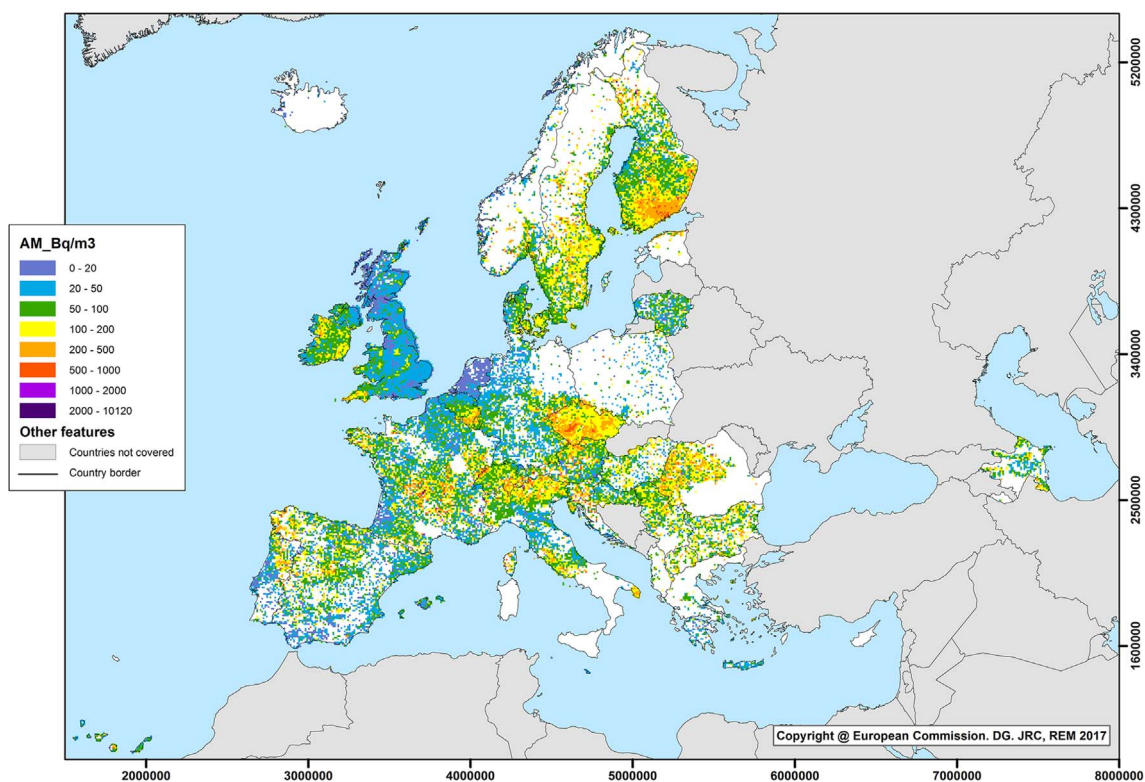 AM_Bq/m3
0 - 20
20 - 50
50 - 100
100 - 200
200 - 500
500 - 1000
1000 - 2000
2000 - 10120
Other features
Countries not covered
Country border
5200000
4300000
3400000
2500000
1600000
Copyright @ European Commission. DG. JRC, REM 2017
2000000 3000000 4000000 5000000 6000000 7000000 8000000